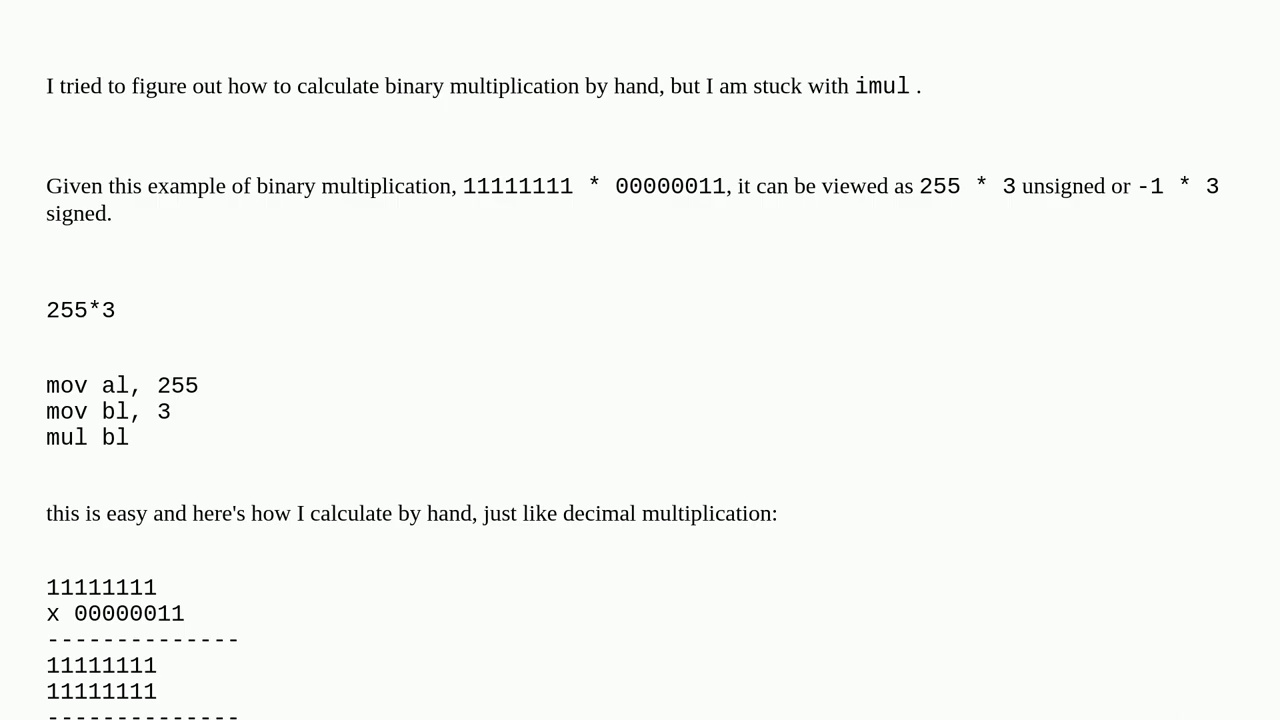 I tried to figure out how to calculate binary multiplication by hand, but I am stuck with imul .
Given this example of binary multiplication, 11111111 * 00000011, it can be viewed as 255 * 3 unsigned or -1 * 3
signed.
255*3
mov al, 255
mov bl, 3
mul bl
this is easy and here's how I calculate by hand, just like decimal multiplication:
11111111
x 00000011
--------------
11111111
11111111
--------------